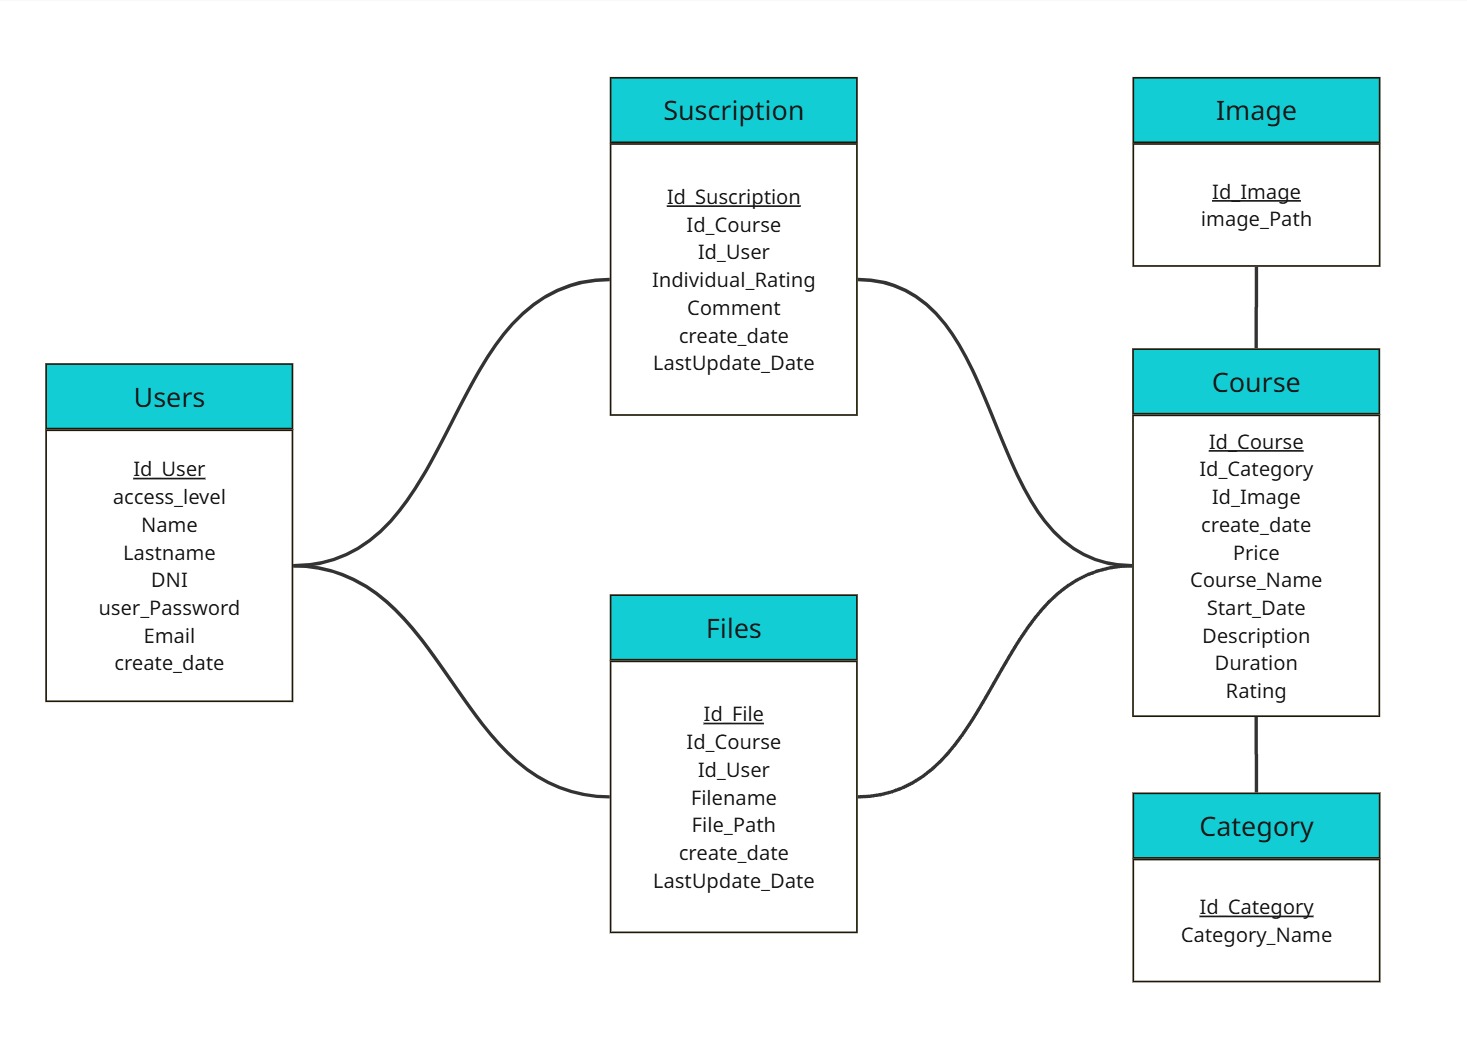 Suscription
Id_Suscription
Id_Course
Id_User
Individual_Rating
Comment
create_date
LastUpdate_Date
Image
Id_Image
image_Path
Users
Id_User
access_level
Name
Lastname
DNI
user_Password
Email
create_date
Course
Id_Course
Id_Category
Id_Image
create_date
Price
Course_Name
Start_Date
Description
Duration
Rating
Files
Id_File
Id_Course
Id_User
Filename
File_Path
create_date
LastUpdate_Date
Category
Id_Category
Category_Name